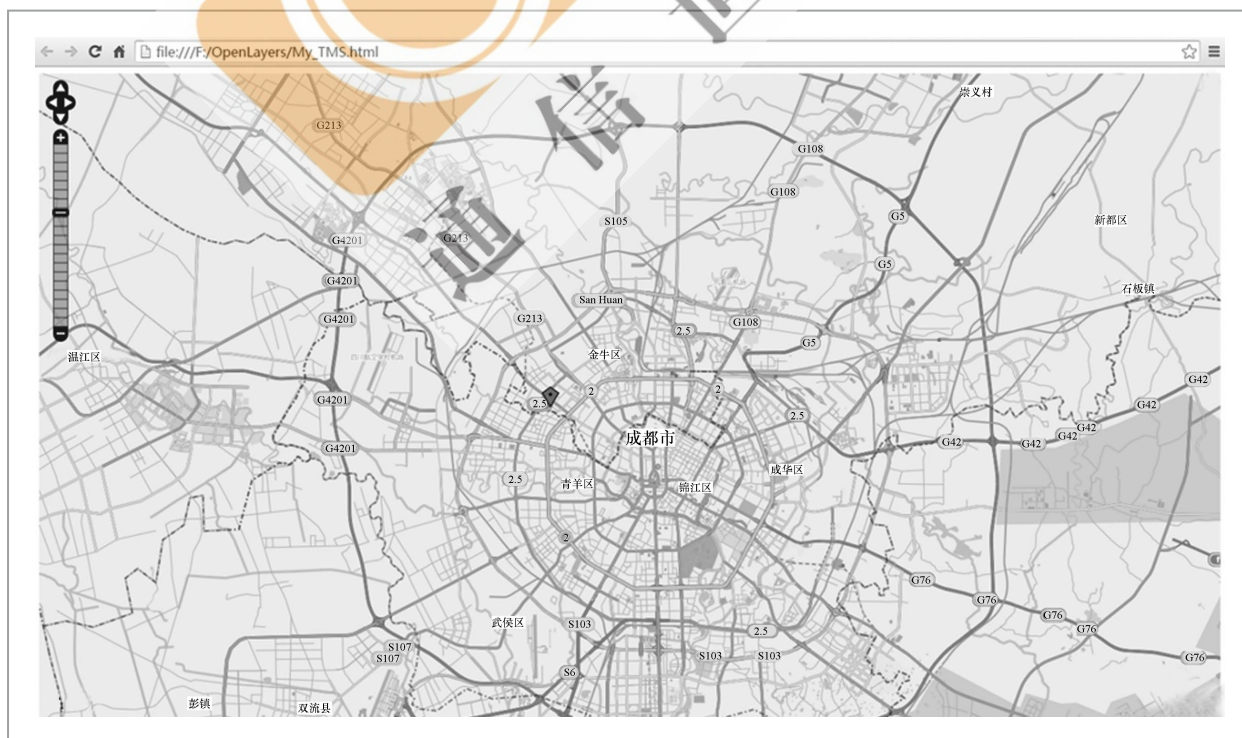 file:///F:/OpenLayers/My_TMS.html
崇义村
G213
G108
G108
S105
G5
新都区
G4201
G213
G5
G4201
石板镇
San Huan
G4201
G213
2.5
G108
G5
温江区
金牛区
G42
2
2
G4201
2.5
2.5
G42
成都市
G42
G42
G42
G42
G4201
成华区
2.5
青羊区
锦江区
2
G76
G76
G76
武侯区
S103
2.5
G76
S107
S107
S103
S103
G76
S6
彭镇
双流县
通信